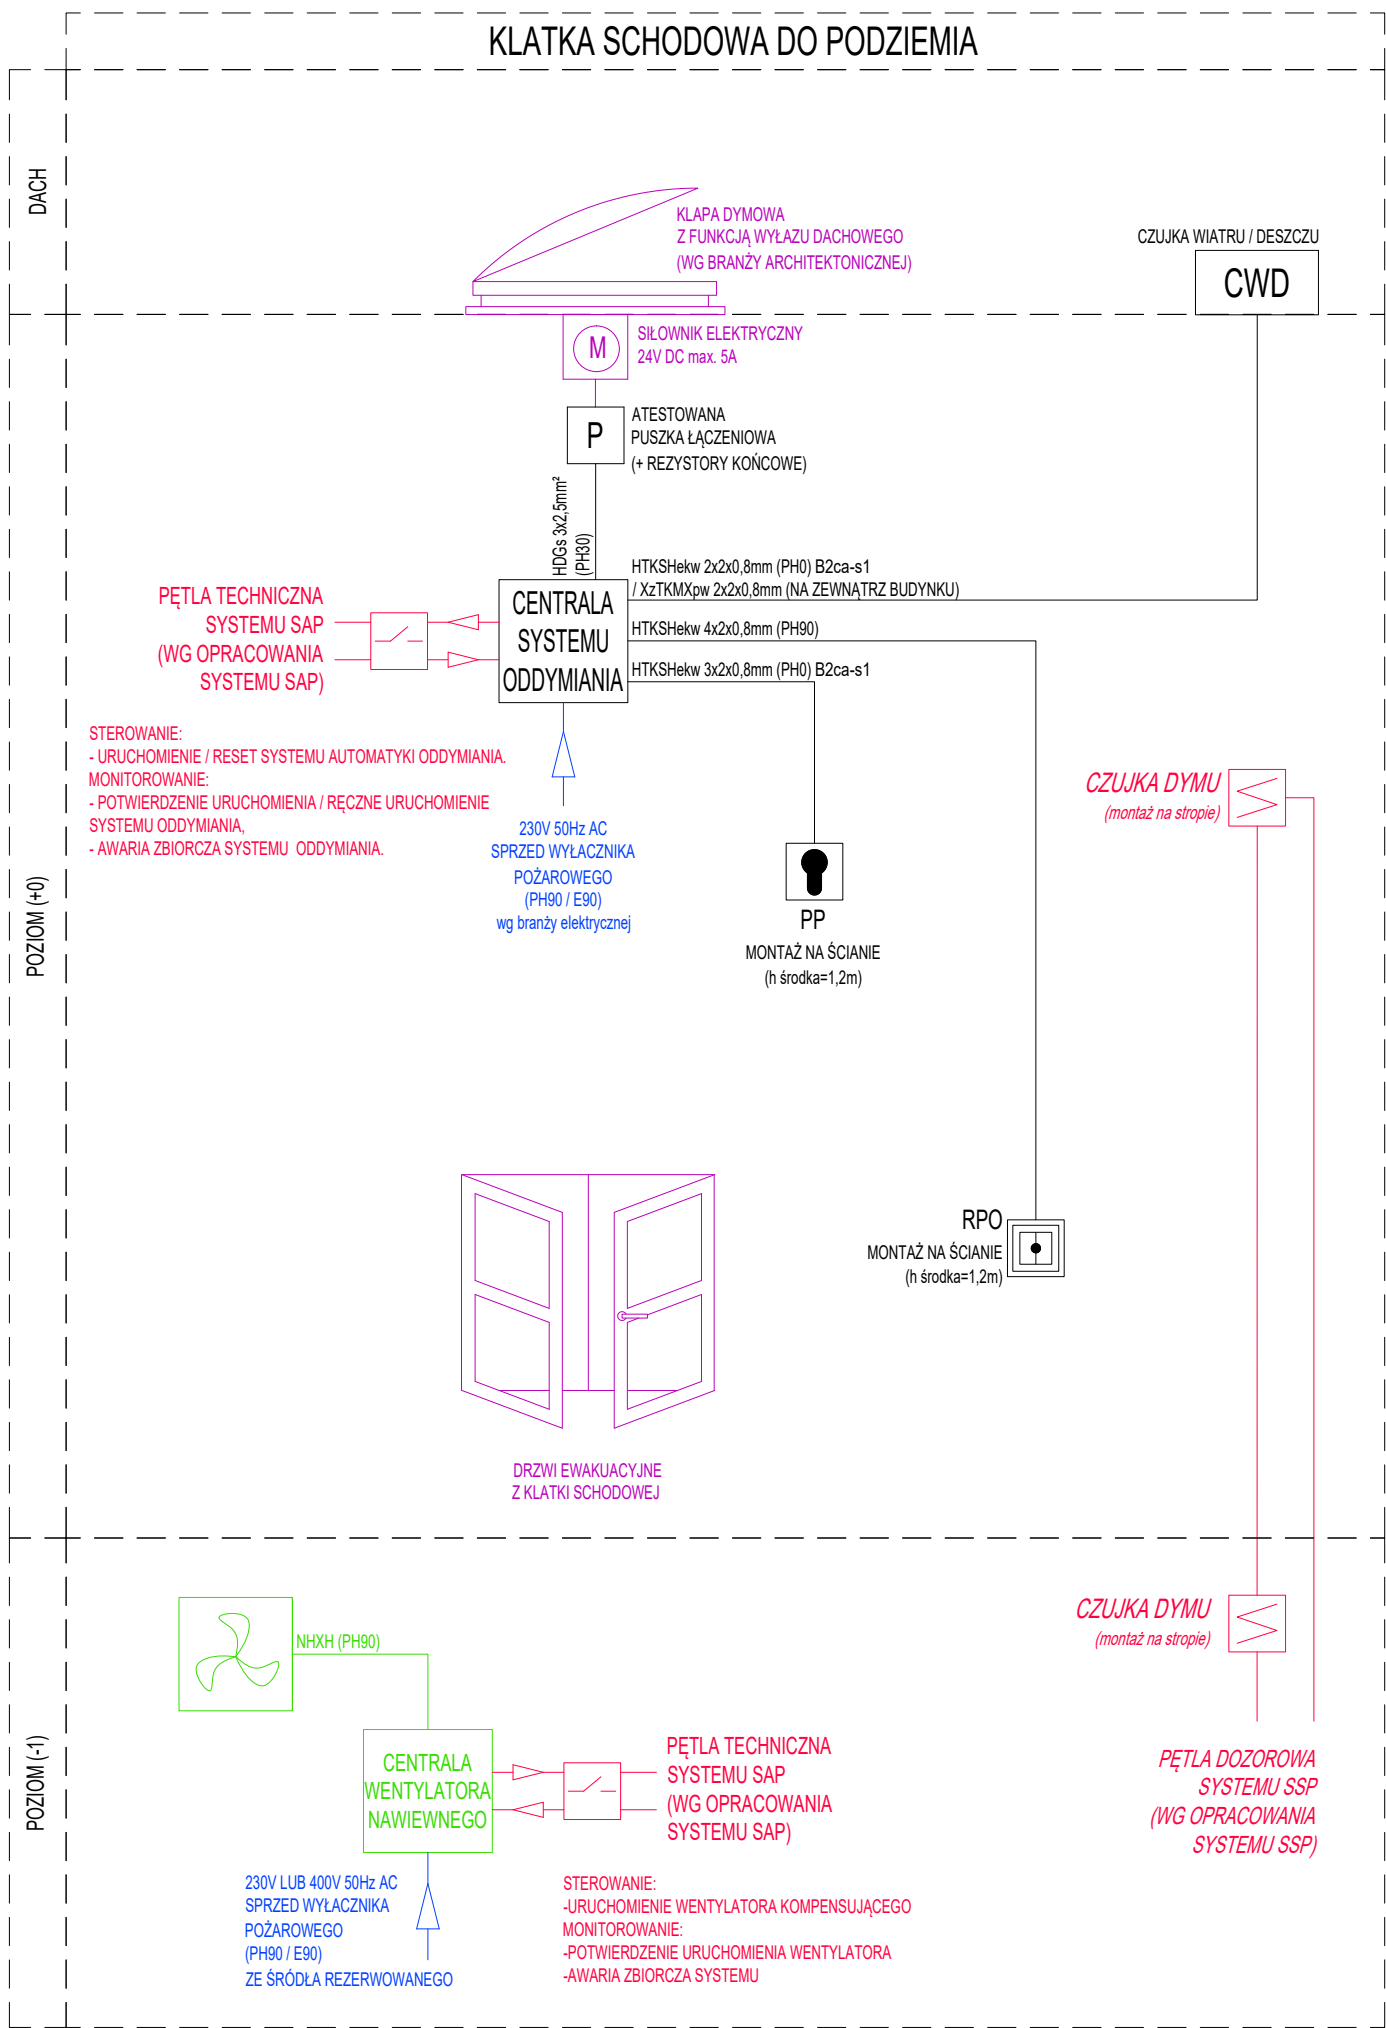 KLATKA SCHODOWA DO PODZIEMIA
DACH
KLAPA DYMOWA
Z FUNKCJĄ WYŁAZU DACHOWEGO
(WG BRANŻY ARCHITEKTONICZNEJ)
CZUJKA WIATRU / DESZCZU
CWD
M
SIŁOWNIK ELEKTRYCZNY
24V DC max. 5A
P
ATESTOWANA
PUSZKA ŁĄCZENIOWA
(+ REZYSTORY KOŃCOWE)
HDGs 3x2,5mm²
(PH30)
HTKSHekw 2x2x0,8mm (PH0) B2ca-s1
/ XzTKMXpw 2x2x0,8mm (NA ZEWNĄTRZ BUDYNKU)
HTKSHekw 4x2x0,8mm (PH90)
HTKSHekw 3x2x0,8mm (PH0) B2ca-s1
CENTRALA
SYSTEMU
ODDYMIANIA
PĘTLA TECHNICZNA
SYSTEMU SAP
(WG OPRACOWANIA
SYSTEMU SAP)
STEROWANIE:
- URUCHOMIENIE / RESET SYSTEMU AUTOMATYKI ODDYMIANIA.
MONITOROWANIE:
- POTWIERDZENIE URUCHOMIENIA / RĘCZNE URUCHOMIENIE
SYSTEMU ODDYMIANIA,
- AWARIA ZBIORCZA SYSTEMU ODDYMIANIA.
230V 50Hz AC
SPRZED WYŁACZNIKA
POŻAROWEGO
(PH90 / E90)
wg branży elektrycznej
CZUJKA DYMU
(montaż na stropie)
POZIOM (+0)
PP
MONTAŻ NA ŚCIANIE
(h środka=1,2m)
RPO
MONTAŻ NA ŚCIANIE
(h środka=1,2m)
DRZWI EWAKUACYJNE
Z KLATKI SCHODOWEJ
POZIOM (-1)
NHXH (PH90)
CZUJKA DYMU
(montaż na stropie)
CENTRALA
WENTYLATORA
NAWIEWNEGO
PĘTLA TECHNICZNA
SYSTEMU SAP
(WG OPRACOWANIA
SYSTEMU SAP)
PĘTLA DOZOROWA
SYSTEMU SSP
(WG OPRACOWANIA
SYSTEMU SSP)
230V LUB 400V 50Hz AC
SPRZED WYŁACZNIKA
POŻAROWEGO
(PH90 / E90)
ZE ŚRÓDŁA REZERWOWANEGO
STEROWANIE:
-URUCHOMIENIE WENTYLATORA KOMPENSUJĄCEGO
MONITOROWANIE:
-POTWIERDZENIE URUCHOMIENIA WENTYLATORA
-AWARIA ZBIORCZA SYSTEMU